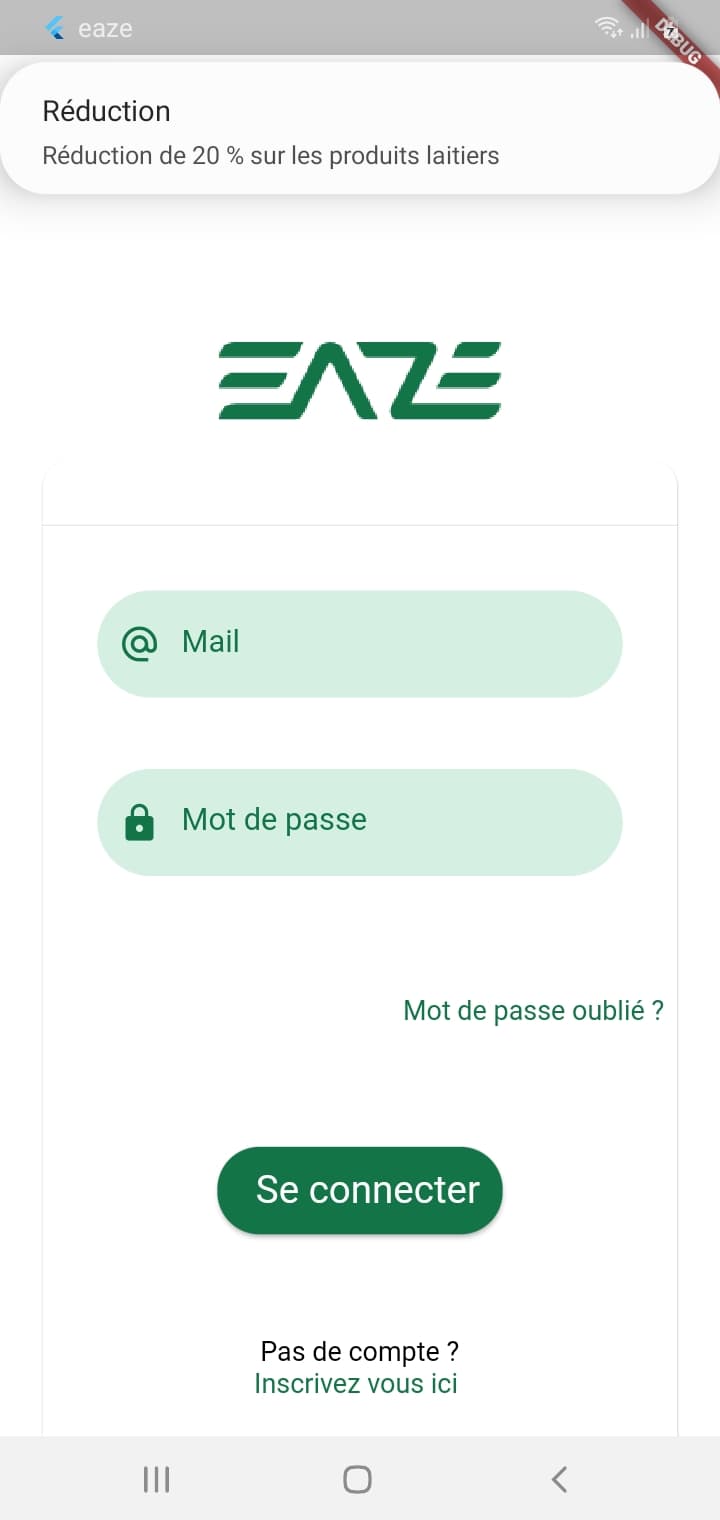 eaze
DEBUG
Réduction
Réduction de 20 % sur les produits laitiers
EAZE
@ Mail
Mot de passe
Mot de passe oublié ?
Se connecter
Pas de compte ?
Inscrivez vous ici